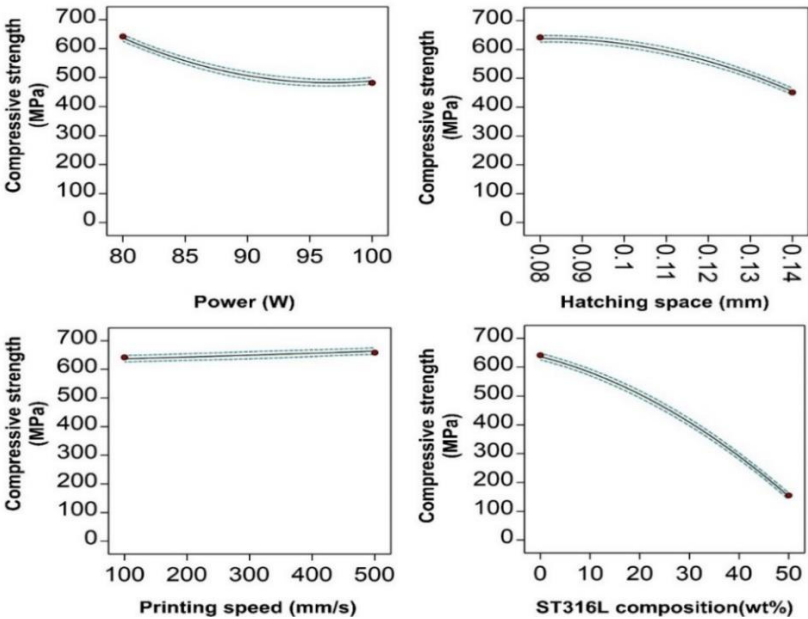 Compressive strength
(MPa)
700
600
500
400
300
200
100
0
80 85 90 95 100
Power (W)
Compressive strength
(MPa)
700
600
500
400
300
200
100
0
0.08 0.09 0.1 0.11 0.12 0.13 0.14
Hatching space (mm)
Compressive strength
(MPa)
700
600
500
400
300
200
100
0
100 200 300 400 500
Printing speed(mm/s)
Compressive strength
(MPa)
700
600
500
400
300
200
100
0
0 10 20 30 40 50
ST316L composition(wt%)